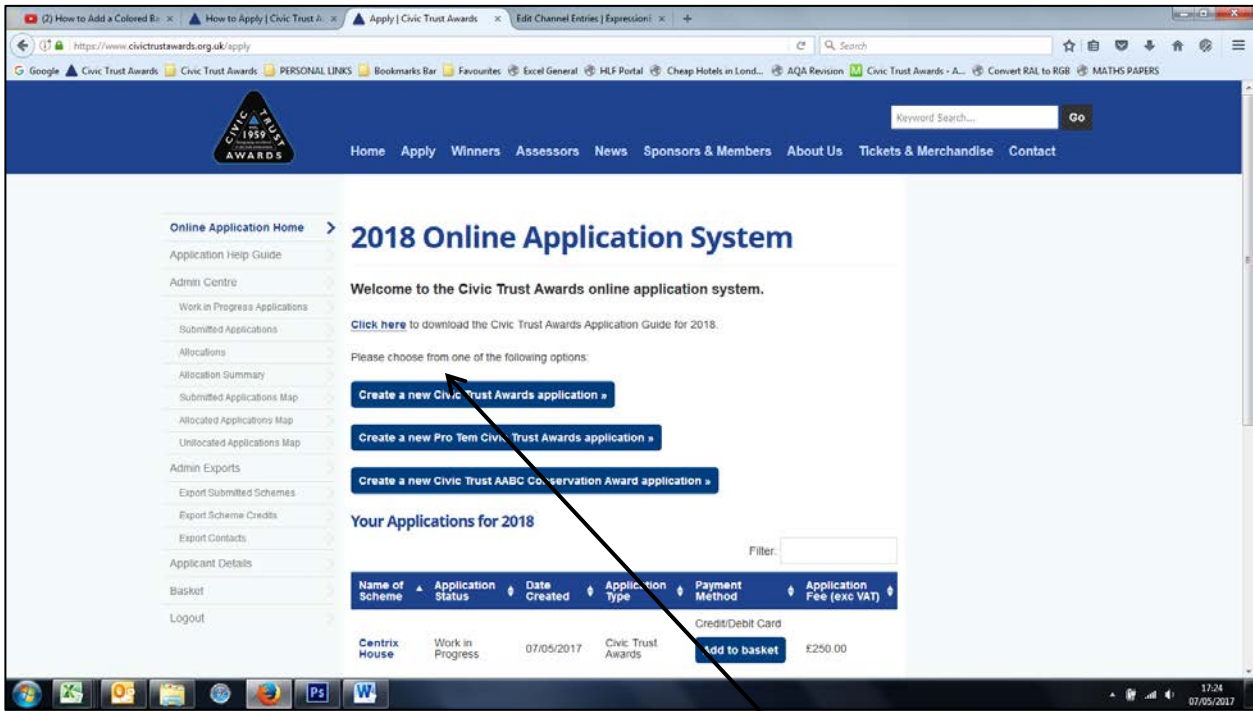 (2) How to Add a Colored Ba
How to Apply | Civic Trust A
Apply | Civic Trust Awards
Edit Channel Entries | Expression
https://www.civictrustawards.org.uk/apply
Search
Google Civic Trust Awards Civic Trust Awards PERSONAL LINKS Bookmarks Bar Favourites Excel General HLF Portal Cheap Hotels in Lond... AQA Revision Civic Trust Awards - A... Convert RAL to RGB MATHS PAPERS
CIVIC TRUST
1959
AWARDS
Keyword Search... Go
Home Apply Winners Assessors News Sponsors & Members About Us Tickets & Merchandise Contact
Online Application Home
Application Help Guide
Admin Centre
Work in Progress Applications
Submitted Applications
Allocations
Allocation Summary
Submitted Applications Map
Allocated Applications Map
Unllocated Applications Map
Admin Exports
Export Submitted Schemes
Export Scheme Credits
Export Contacts
Applicant Details
Basket
Logout
2018 Online Application System
Welcome to the Civic Trust Awards online application system.
Click here to download the Civic Trust Awards Application Guide for 2018.
Please choose from one of the following options:
Create a new Civic Trust Awards application »
Create a new Pro Tem Civic Trust Awards application »
Create a new Civic Trust AABC Conservation Award application »
Your Applications for 2018
Filter:
Name of Scheme Application Status Date Created Application Type Payment Method Application Fee (exc VAT)
Centrix House Work in Progress 07/05/2017 Civic Trust Awards Credit/Debit Card Add to basket £250.00
Ps W
17:24
07/05/2017